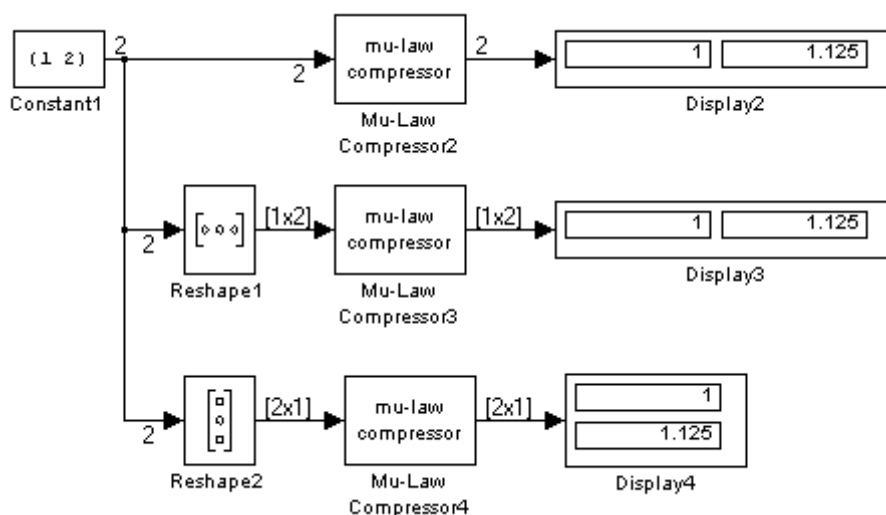 (1 2)
2
2
mu-law
compressor
2
1
1.125
Constant1
Mu-Law
Compressor2
Display2
2
[1x2]
mu-law
compressor
[1x2]
1
1.125
Reshape1
Mu-Law
Compressor3
Display3
2
[2x1]
mu-law
compressor
[2x1]
1
1.125
Reshape2
Mu-Law
Compressor4
Display4